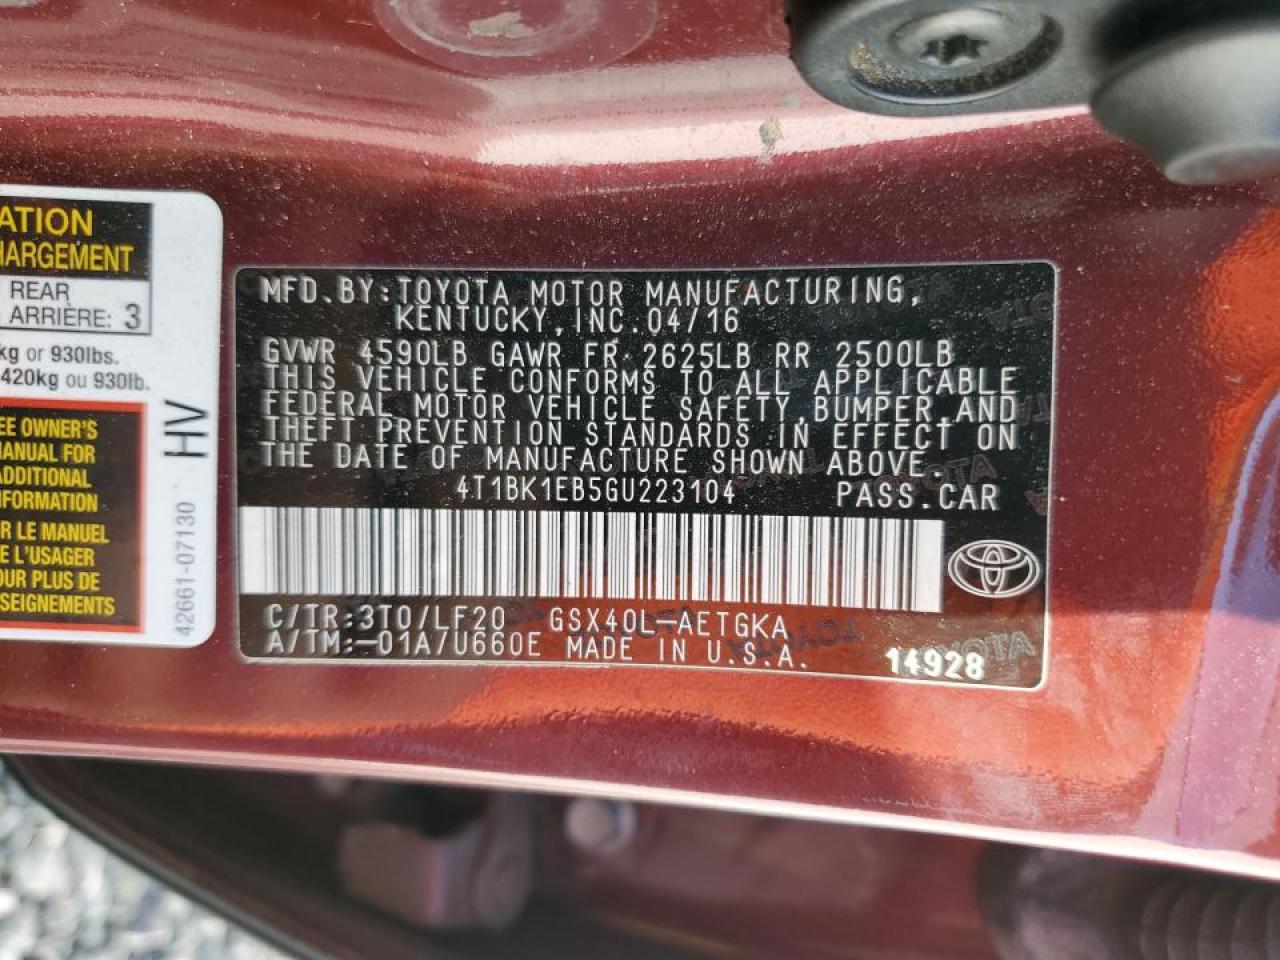 ATION
HARGEMENT
REAR
ARRIÈRE: 3
kg or 930lbs.
420kg ou 930lb.
EE OWNER'S
MANUAL FOR
ADDITIONAL
NFORMATION
R LE MANUEL
E L'USAGER
OUR PLUS DE
SEIGNEMENTS
HV
42661-07130
MFD.BY:TOYOTA MOTOR MANUFACTURING,
KENTUCKY,INC.04/16
GVWR 4590LB GAWR FR 2625LB RR 2500LB
THIS VEHICLE CONFORMS TO ALL APPLICABLE
FEDERAL MOTOR VEHICLE SAFETY,BUMPER,AND
THEFT PREVENTION STANDARDS IN EFFECT ON
THE DATE OF MANUFACTURE SHOWN ABOVE
4T1BK1EB5GU223104 PASS.CAR
C/TR:3T0/LF20 GSX40L-AETGKA
A/TM:-01A/U660E MADE IN U.S.A.
14928